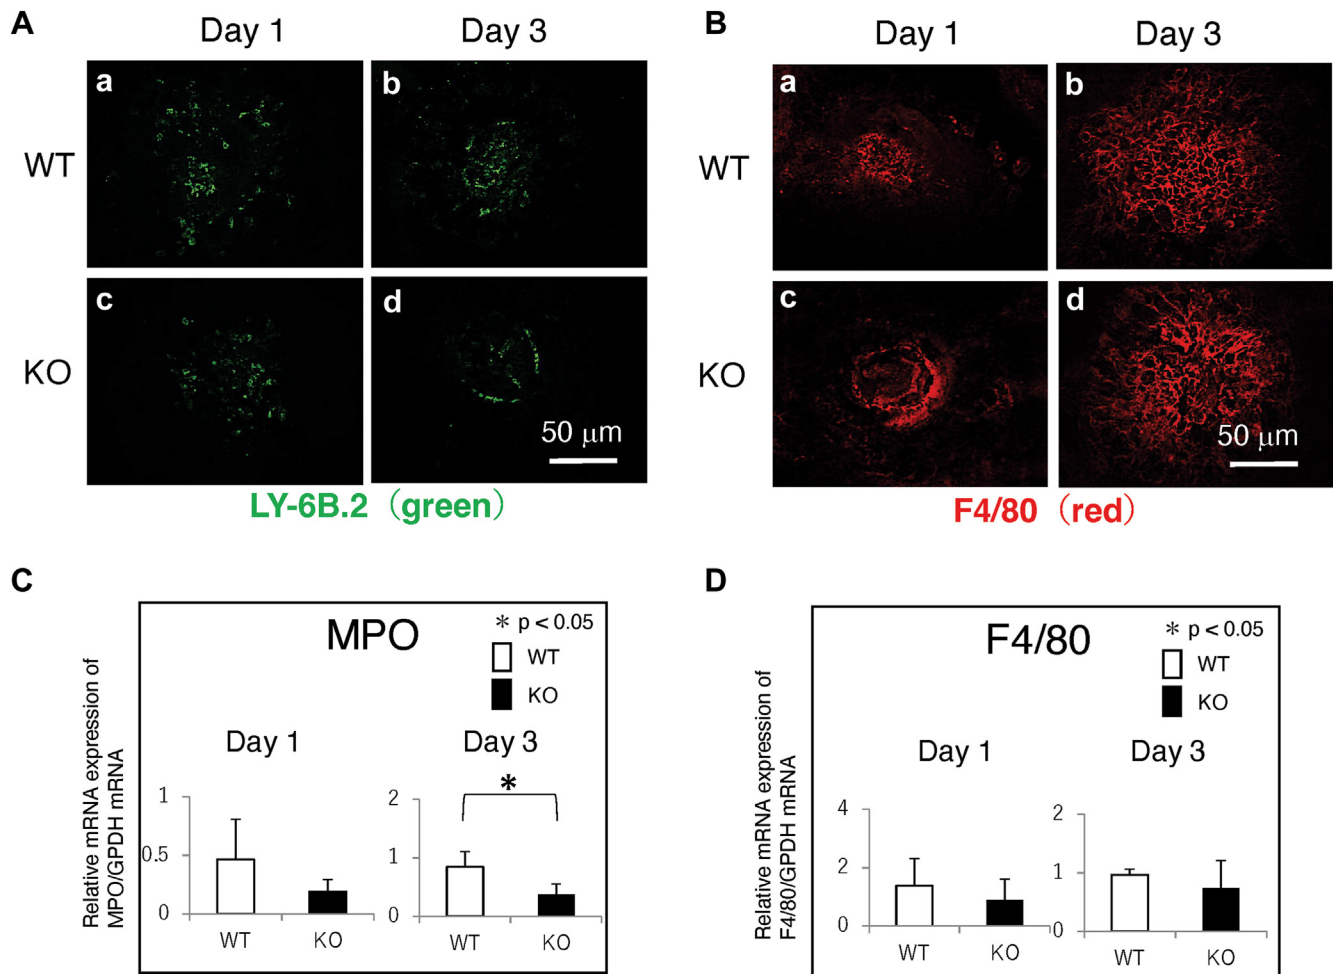 A
Day 1
Day 3
WT
KO
a
b
c
d
50 μm
LY-6B.2（green）
B
Day 1
Day 3
WT
KO
a
b
c
d
50 μm
F4/80（red）
C
MPO
* p < 0.05
WT
KO
Relative mRNA expression of
MPO/GPDH mRNA
Day 1
1
0.5
0
WT
KO
Day 3
*
2
1
0
WT
KO
D
F4/80
* p < 0.05
WT
KO
Relative mRNA expression of
F4/80/GPDH mRNA
Day 1
4
2
0
WT
KO
Day 3
2
1
0
WT
KO